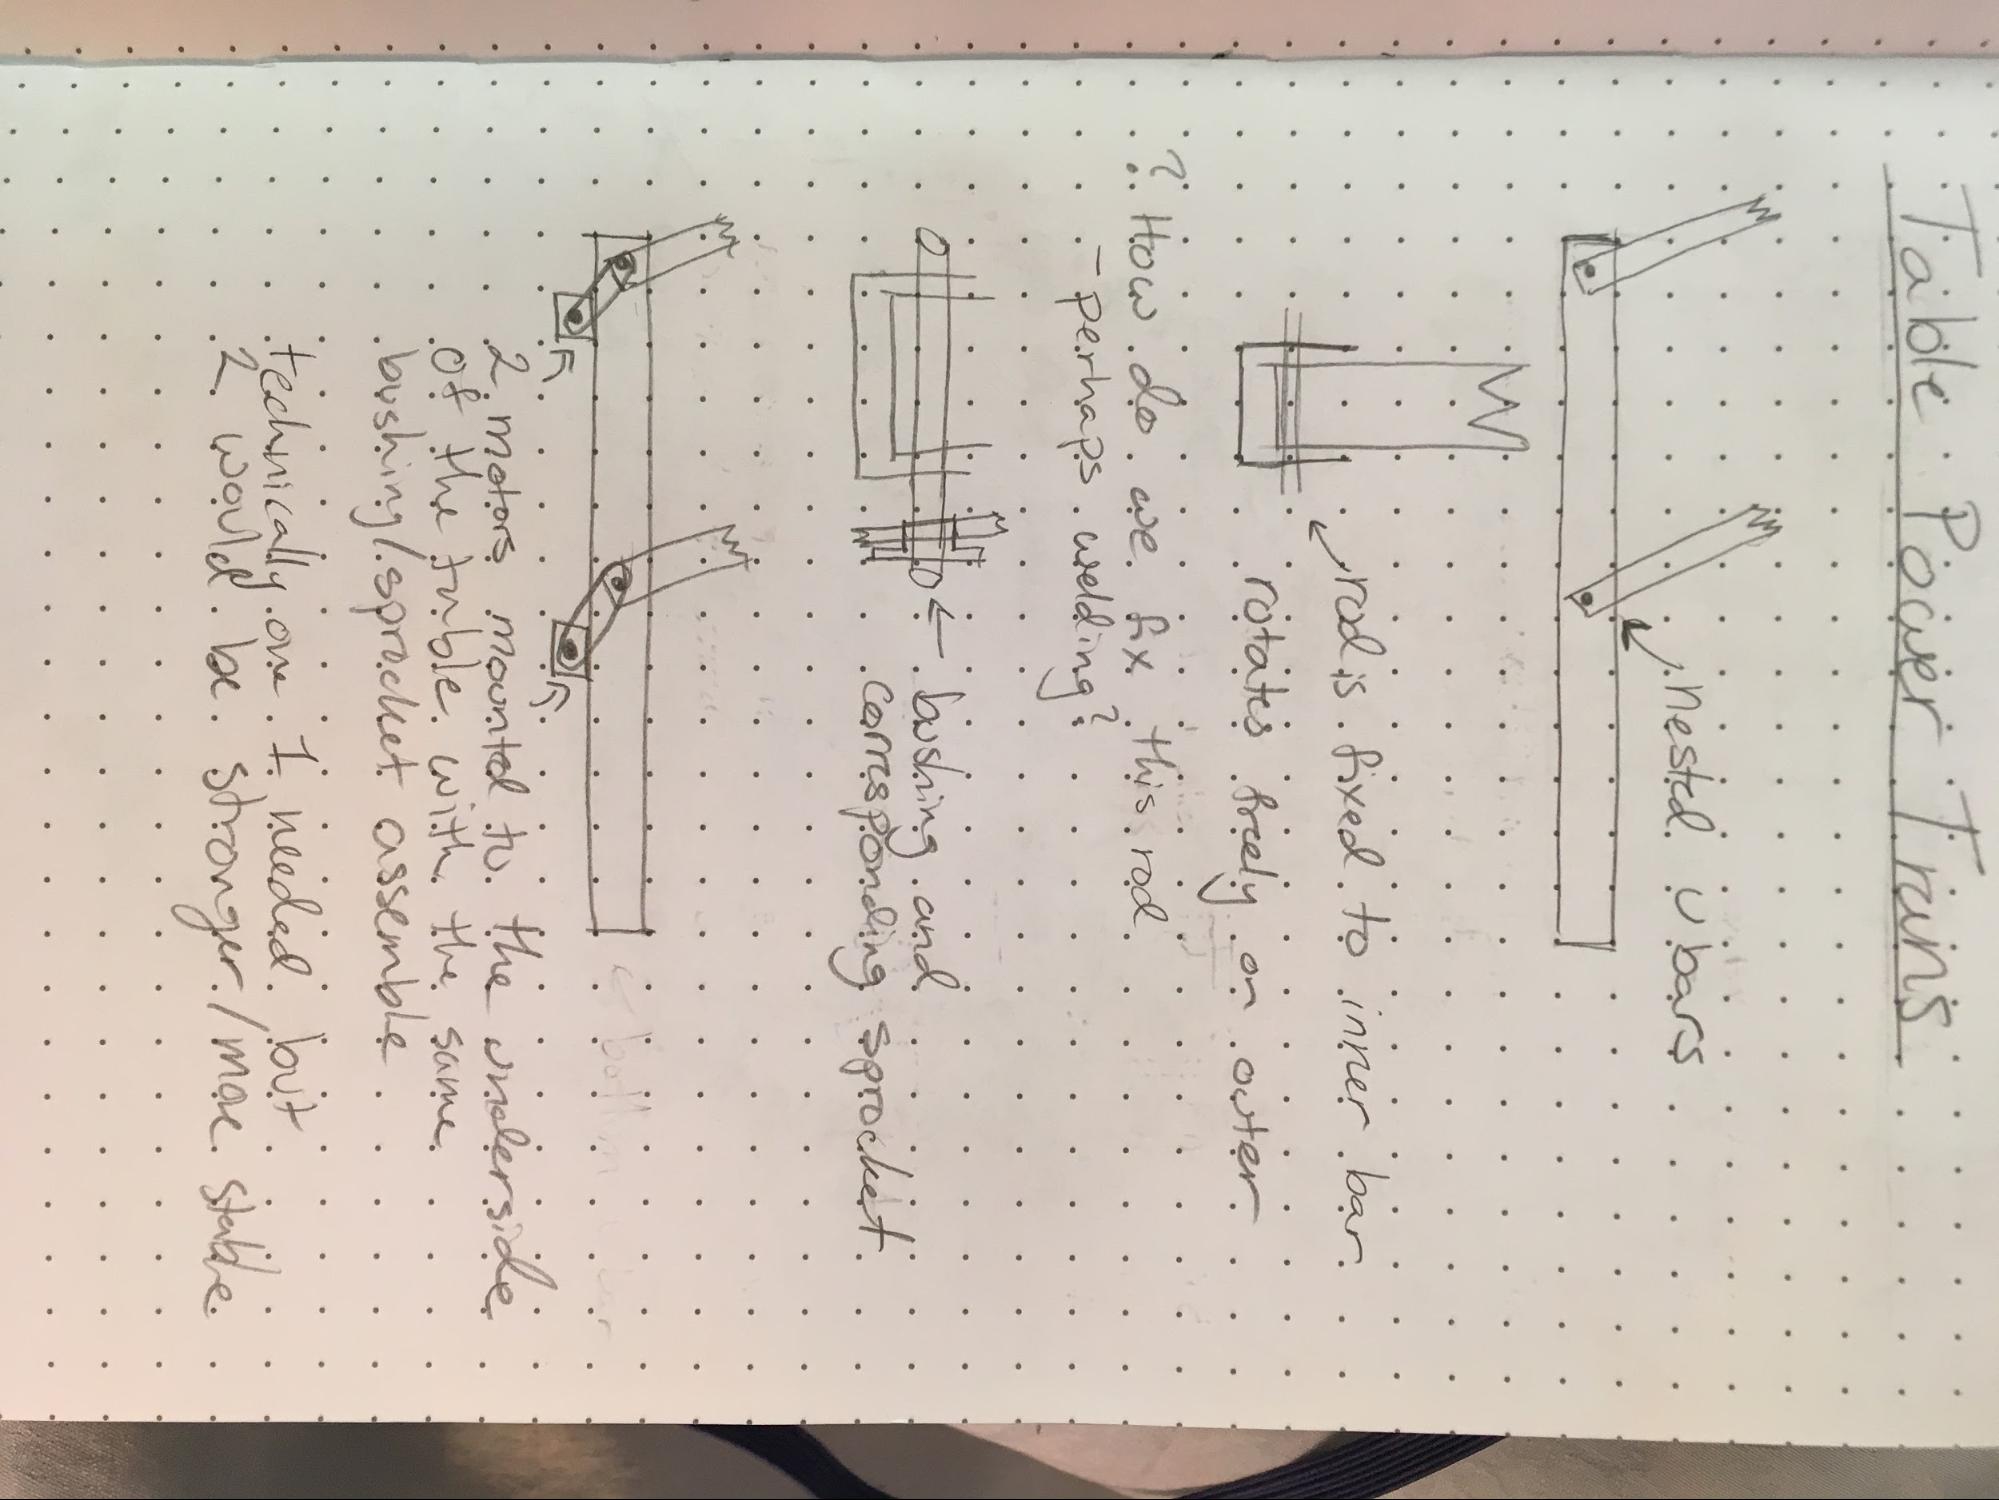 Table Power Trains
nested u bars
rod is fixed to inner bar
rotates freely on outer
? How do we fix this rod
- perhaps welding?
bushing and
corresponding sprocket
2 motors mounted to the underside
of the tuble with the same
bushing/sprocket assemble
technically one 1 needed but
2 would be stronger/more stable